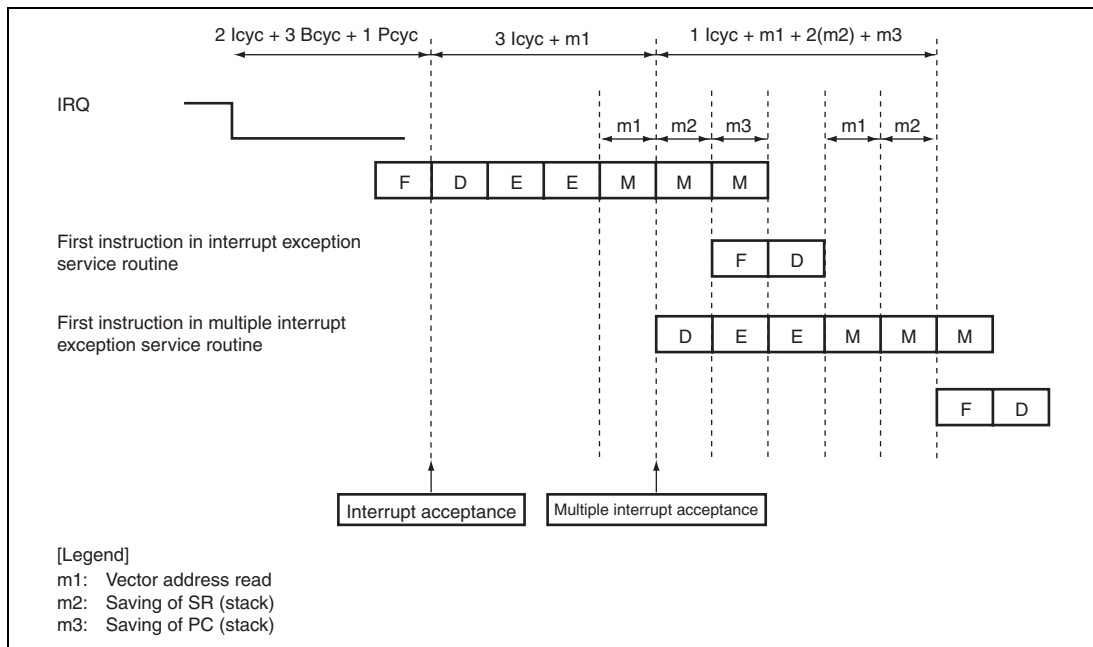 2 Icyc + 3 Bcyc + 1 Pcyc 3 Icyc + m1 1 Icyc + m1 + 2(m2) + m3
IRQ
m1 m2 m3 m1 m2
F D E E M M M
First instruction in interrupt exception
service routine
F D
First instruction in multiple interrupt
exception service routine
D E E M M M
F D
Interrupt acceptance Multiple interrupt acceptance
[Legend]
m1: Vector address read
m2: Saving of SR (stack)
m3: Saving of PC (stack)